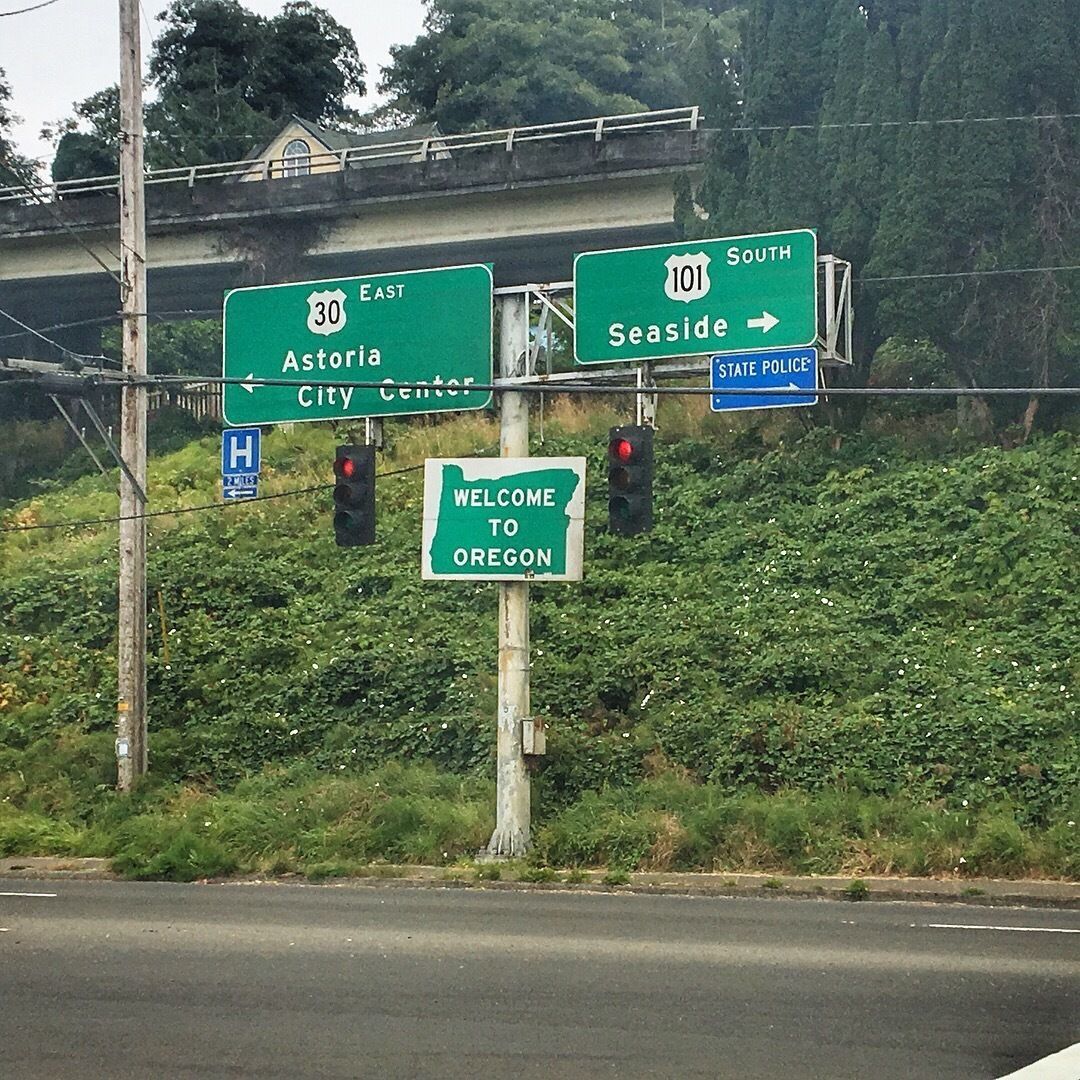 30 EAST
Astoria
City Center
101 SOUTH
Seaside
STATE POLICE
H
2 MILES
WELCOME
TO
OREGON